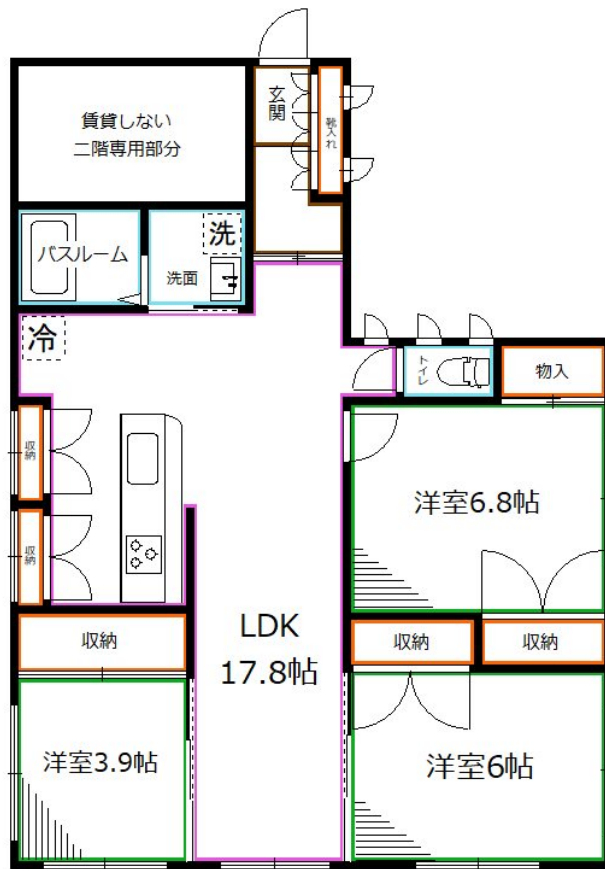 賃貸しない
二階専用部分
玄関
靴入れ
バスルーム
洗面
洗
冷
トイレ
物入
収納
収納
洋室6.8帖
LDK
17.8帖
収納
収納
収納
洋室3.9帖
洋室6帖